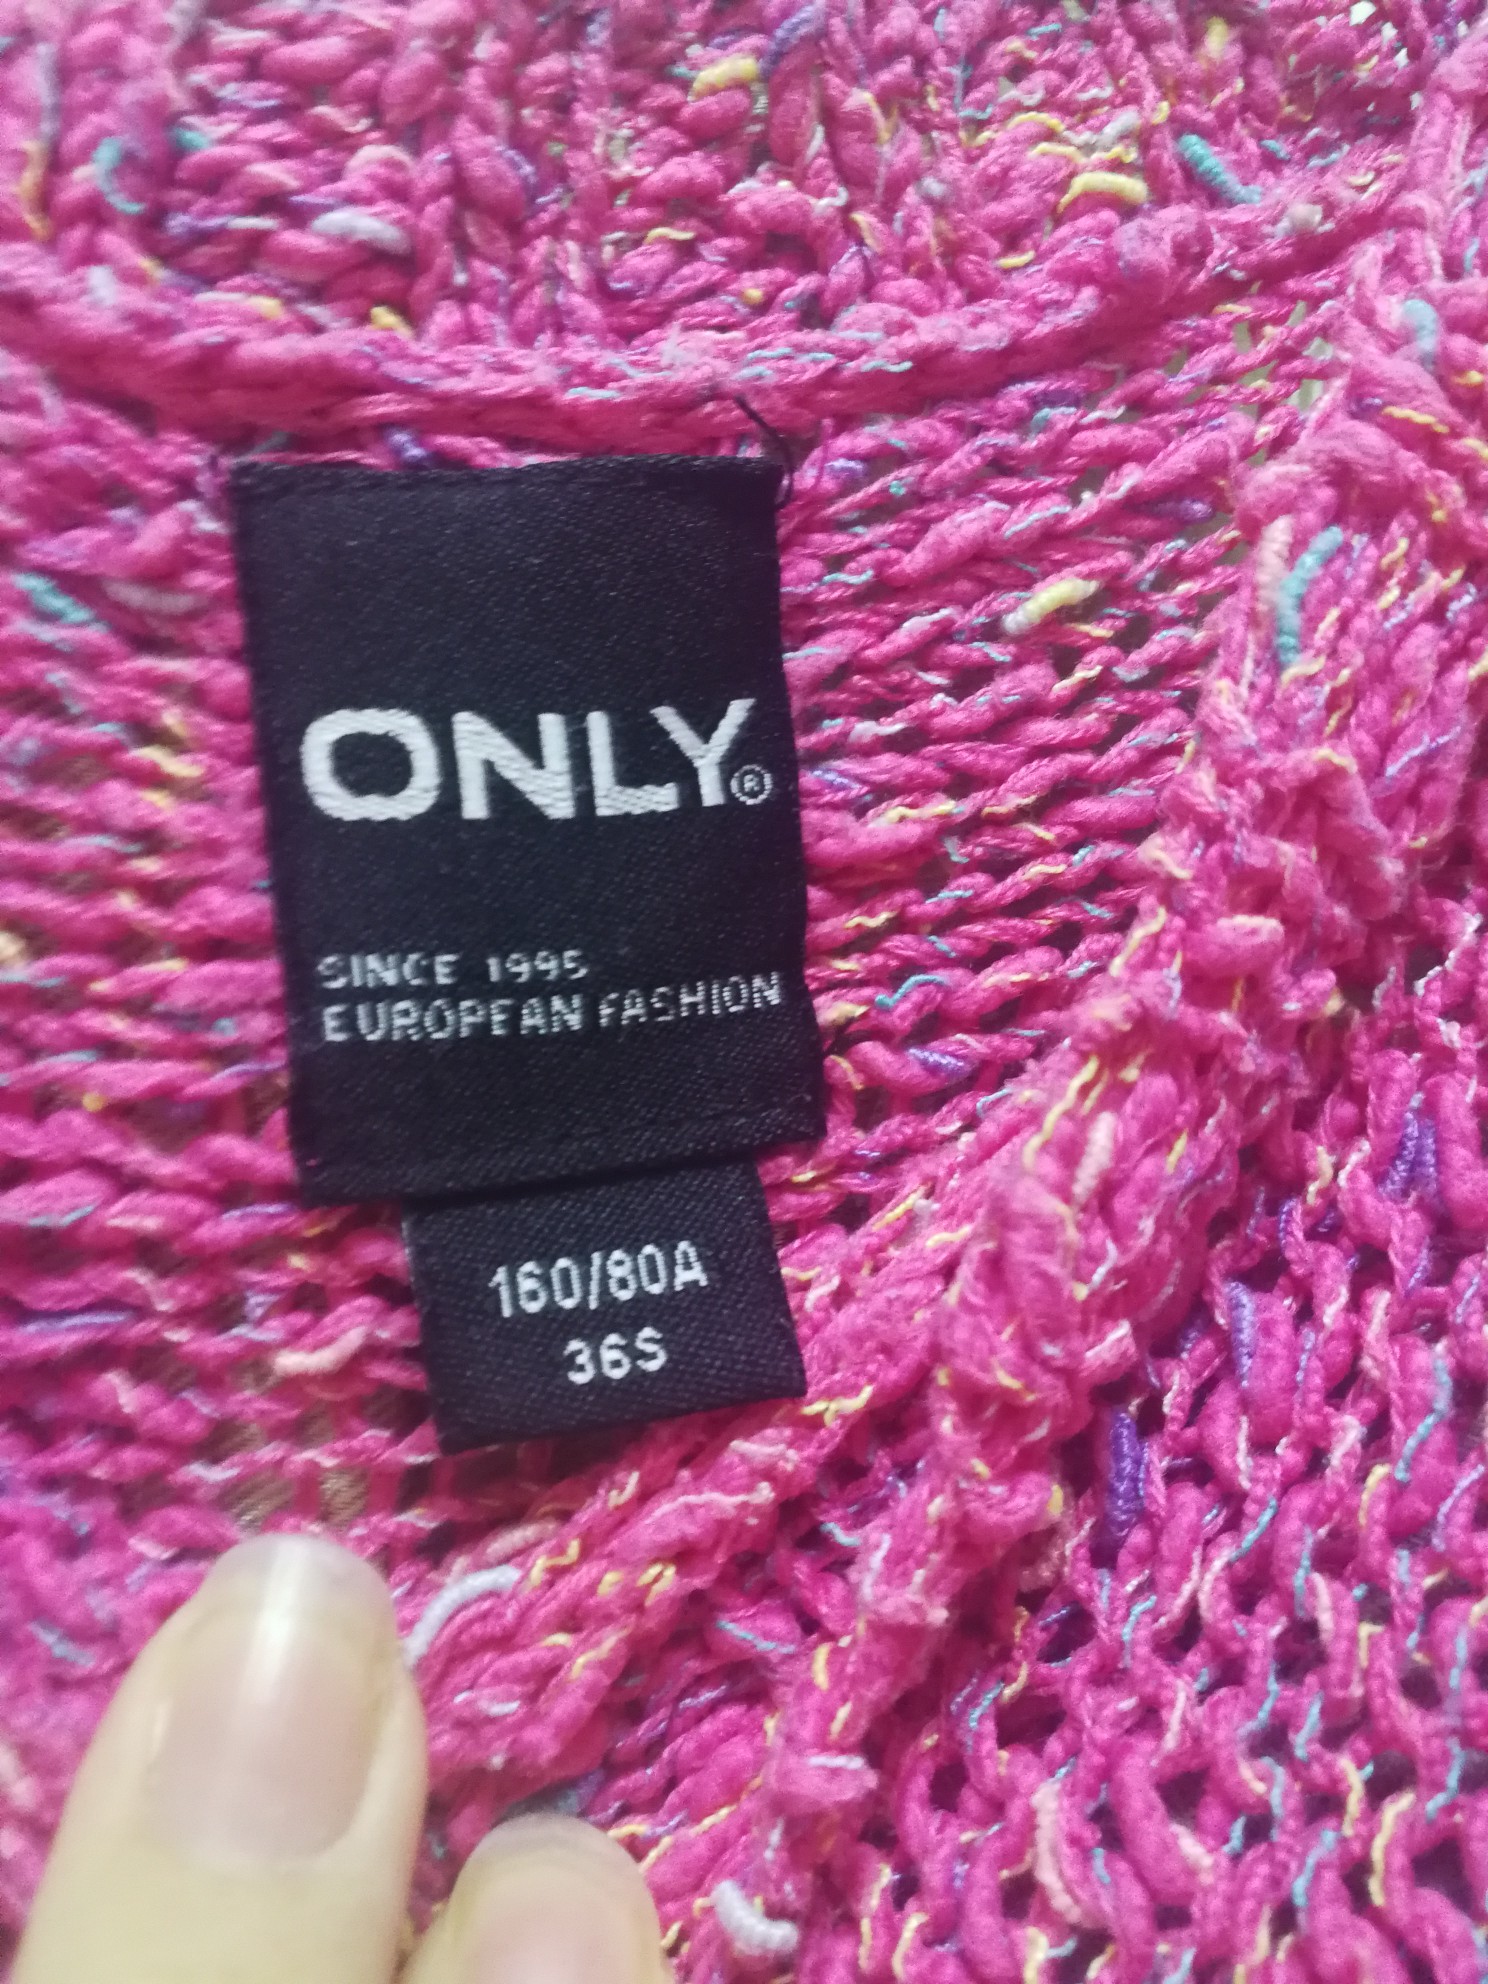 ONLY®
SINCE 1995
EUROPEAN FASHION
160/80A
36S